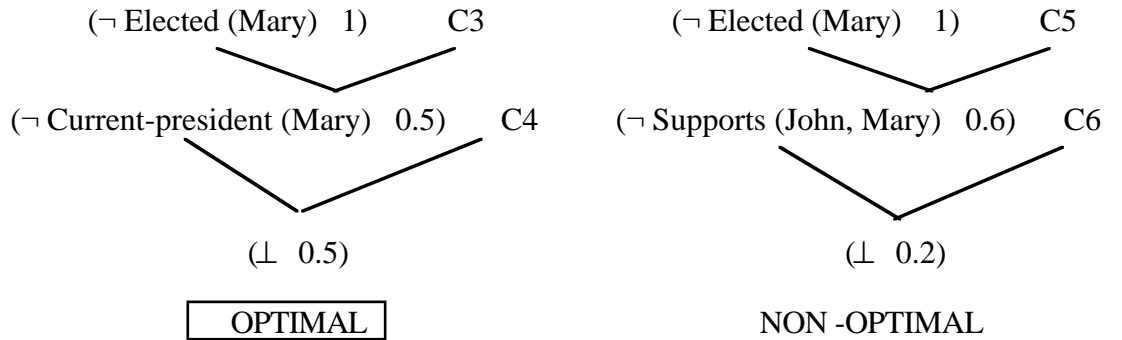 (¬ Elected (Mary) 1) C3
(¬ Current-president (Mary) 0.5) C4
(⊥ 0.5)
OPTIMAL
(¬ Elected (Mary) 1) C5
(¬ Supports (John, Mary) 0.6) C6
(⊥ 0.2)
NON -OPTIMAL